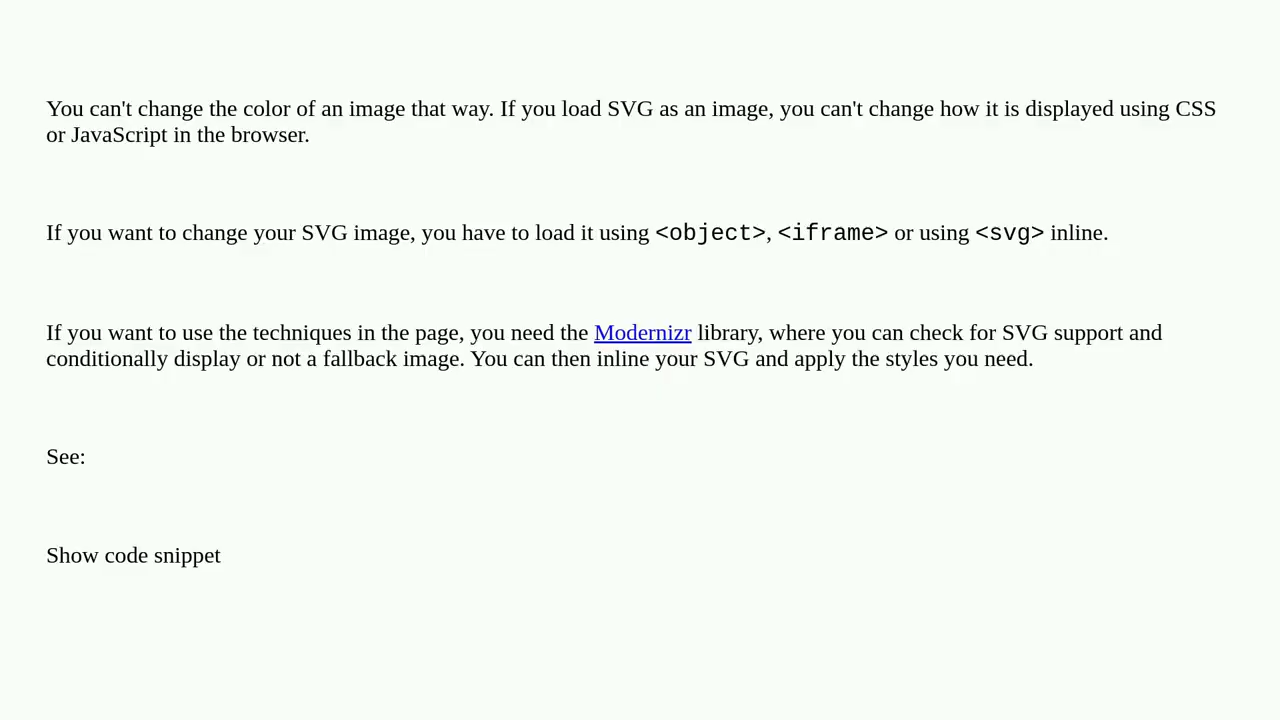 You can't change the color of an image that way. If you load SVG as an image, you can't change how it is displayed using CSS
or JavaScript in the browser.
If you want to change your SVG image, you have to load it using <object>, <iframe> or using <svg> inline.
If you want to use the techniques in the page, you need the Modernizr library, where you can check for SVG support and
conditionally display or not a fallback image. You can then inline your SVG and apply the styles you need.
See:
Show code snippet